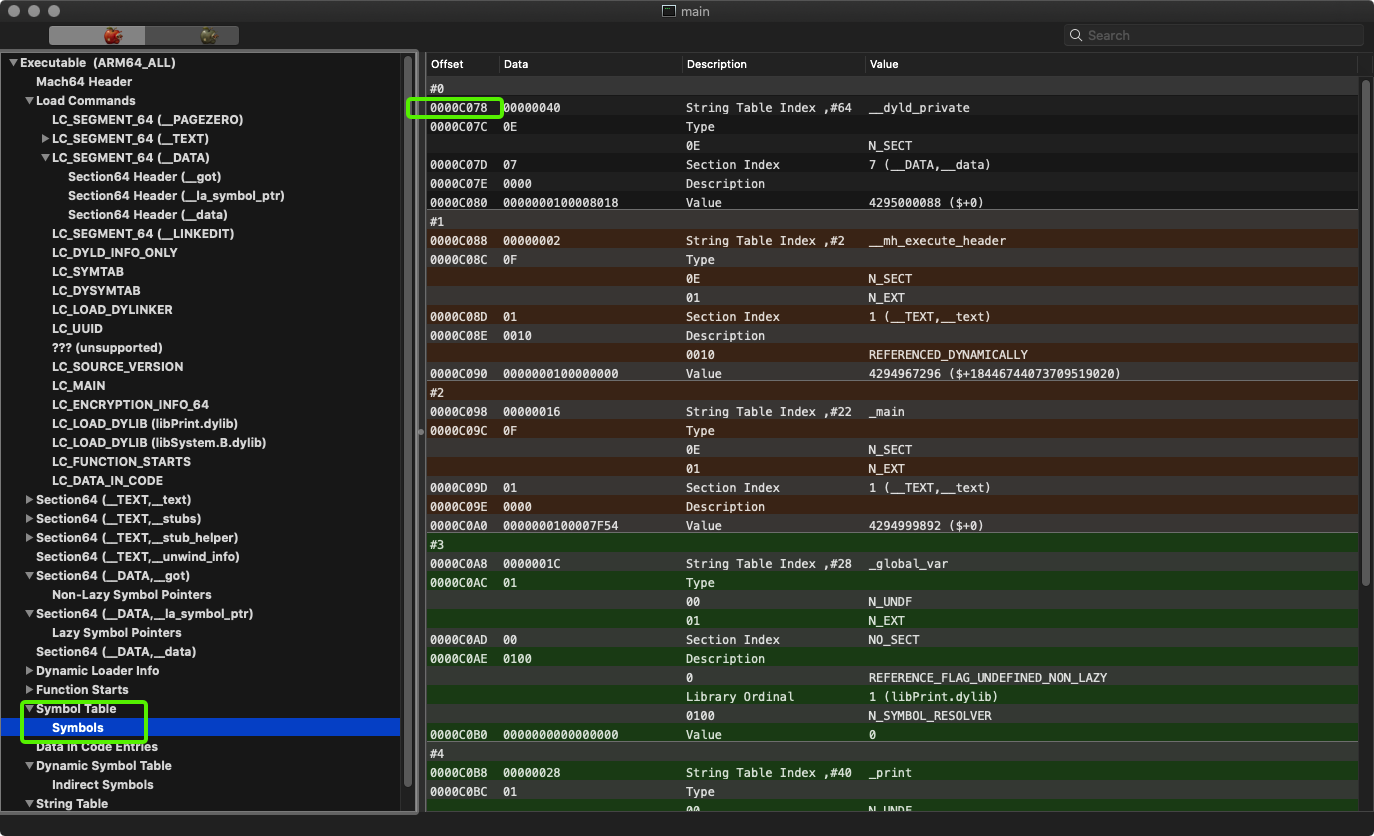 main
Search
Executable (ARM64_ALL)
Mach64 Header
Load Commands
LC_SEGMENT_64 (__PAGEZERO)
LC_SEGMENT_64 (__TEXT)
LC_SEGMENT_64 (__DATA)
Section64 Header (__got)
Section64 Header (__la_symbol_ptr)
Section64 Header (__data)
LC_SEGMENT_64 (__LINKEDIT)
LC_DYLD_INFO_ONLY
LC_SYMTAB
LC_DYSYMTAB
LC_LOAD_DYLINKER
LC_UUID
??? (unsupported)
LC_SOURCE_VERSION
LC_MAIN
LC_ENCRYPTION_INFO_64
LC_LOAD_DYLIB (libPrint.dylib)
LC_LOAD_DYLIB (libSystem.B.dylib)
LC_FUNCTION_STARTS
LC_DATA_IN_CODE
Section64 (__TEXT,__text)
Section64 (__TEXT,__stubs)
Section64 (__TEXT,__stub_helper)
Section64 (__TEXT,__unwind_info)
Section64 (__DATA,__got)
Non-Lazy Symbol Pointers
Section64 (__DATA,__la_symbol_ptr)
Lazy Symbol Pointers
Section64 (__DATA,__data)
Dynamic Loader Info
Function Starts
Symbol Table
Symbols
Data in Code Entries
Dynamic Symbol Table
Indirect Symbols
String Table
Offset Data Description Value
#0
0000C078 00000040 String Table Index ,#64 __dyld_private
0000C07C 0E Type
0E N_SECT
0000C07D 07 Section Index 7 (__DATA,__data)
0000C07E 0000 Description
0000C080 0000000100008018 Value 4295000088 ($+0)
#1
0000C088 00000002 String Table Index ,#2 __mh_execute_header
0000C08C 0F Type
0E N_SECT
01 N_EXT
0000C08D 01 Section Index 1 (__TEXT,__text)
0000C08E 0010 Description
0010 REFERENCED_DYNAMICALLY
0000C090 0000000100000000 Value 4294967296 ($+18446744073709519020)
#2
0000C098 00000016 String Table Index ,#22 _main
0000C09C 0F Type
0E N_SECT
01 N_EXT
0000C09D 01 Section Index 1 (__TEXT,__text)
0000C09E 0000 Description
0000C0A0 0000000100007F54 Value 4294999892 ($+0)
#3
0000C0A8 0000001C String Table Index ,#28 _global_var
0000C0AC 01 Type
00 N_UNDF
01 N_EXT
0000C0AD 00 Section Index NO_SECT
0000C0AE 0100 Description
0 REFERENCE_FLAG_UNDEFINED_NON_LAZY
Library Ordinal 1 (libPrint.dylib)
0100 N_SYMBOL_RESOLVER
0000C0B0 0000000000000000 Value 0
#4
0000C0B8 00000028 String Table Index ,#40 _print
0000C0BC 01 Type
00 N_UNDF